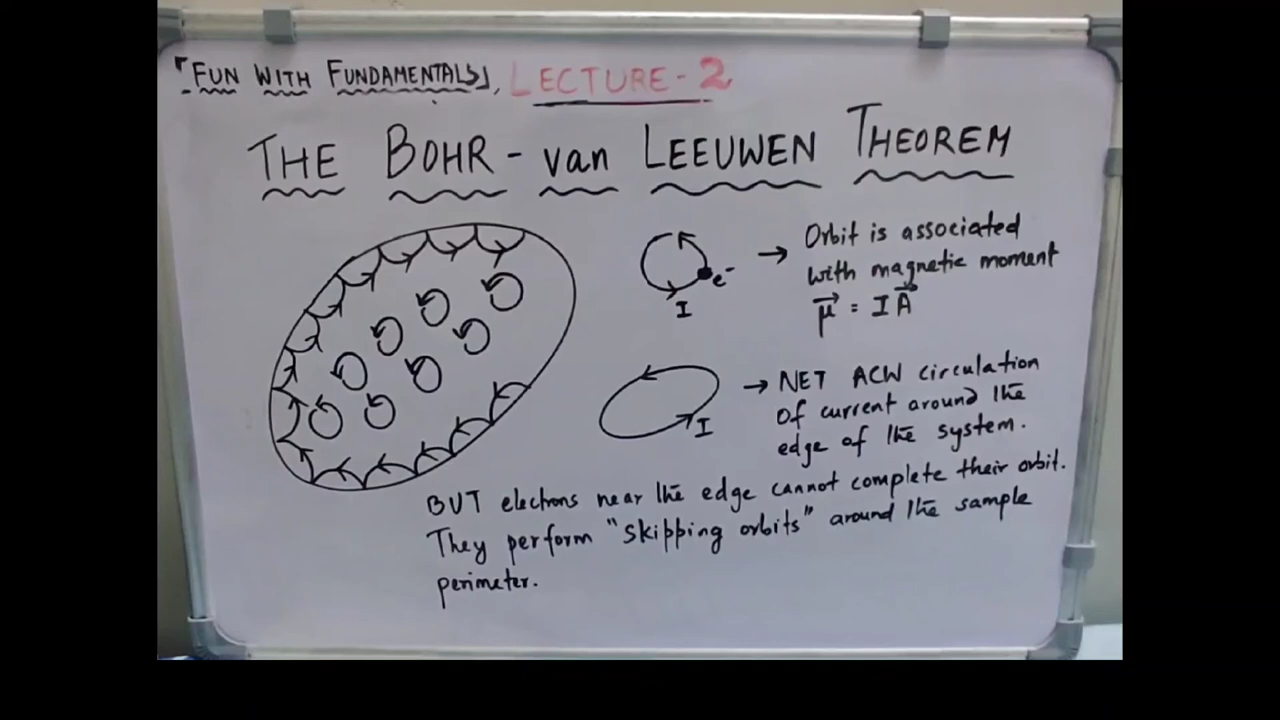 「FUN WITH FUNDAMENTALS」, LECTURE-2
THE BOHR-van LEEUWEN THEOREM
e⁻
I
→ Orbit is associated
with magnetic moment
μ⃗ = I A⃗
I
→ NET ACW circulation
of current around the
edge of the system.
BUT electrons near the edge cannot complete their orbit.
They perform "Skipping orbits" around the sample
perimeter.